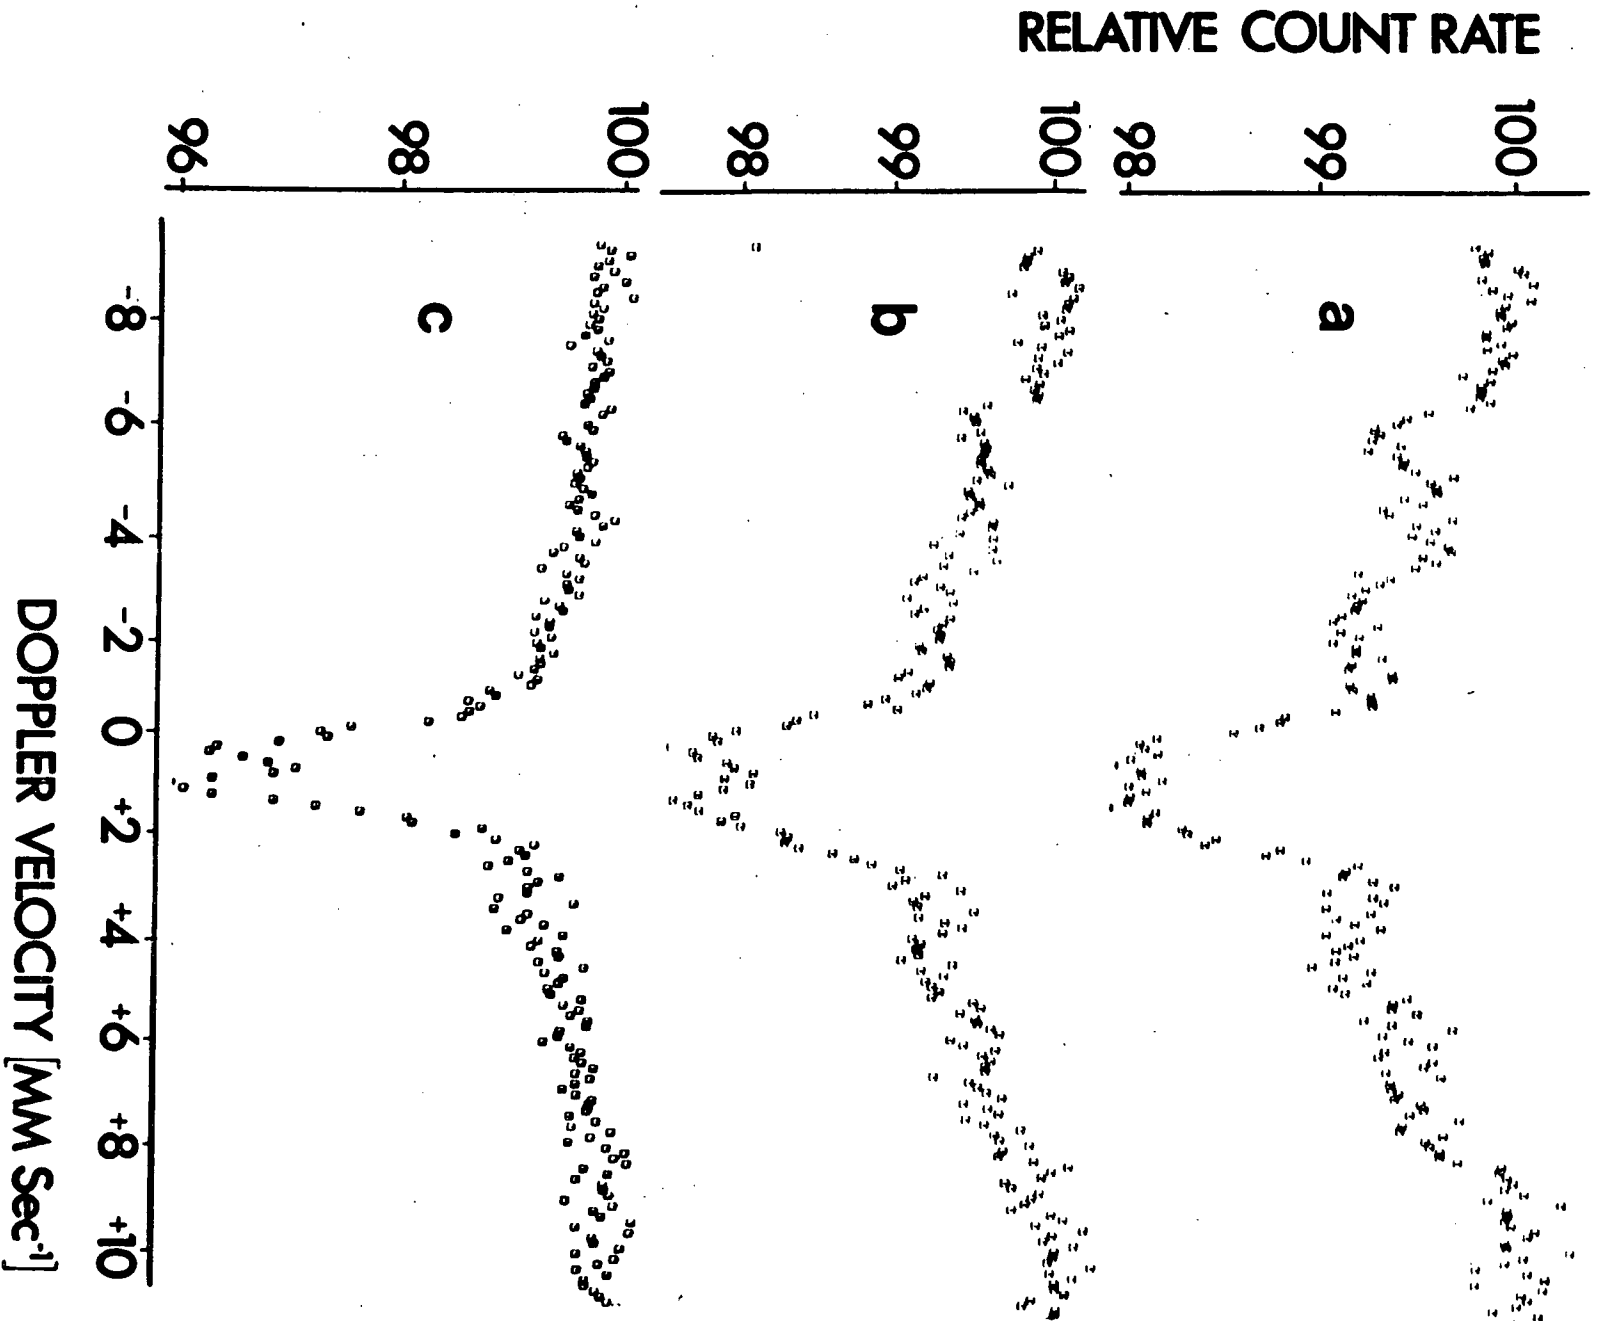 RELATIVE COUNT RATE
100
99
a
98
100
99
b
98
100
c
98
96
-8 -6 -4 -2 0 +2 +4 +6 +8 +10
DOPPLER VELOCITY [MM Sec⁻¹]